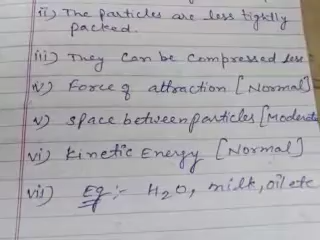 ii) The particles are less tightly
packed.
iii) They can be compressed less
iv) Force of attraction [Normal]
v) Space between particles [Moderate
vi) Kinetic Energy [Normal]
vii) Eg:- H2O, milk, oil etc